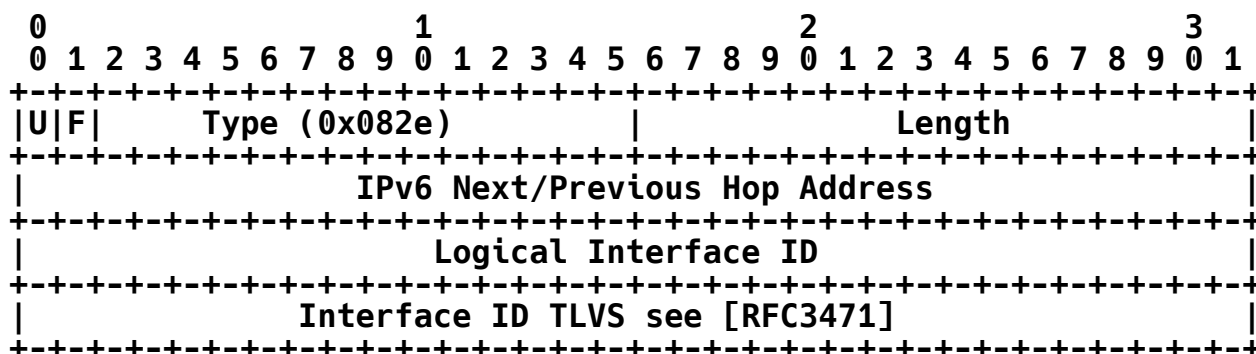 0                   1                   2                   3
 0 1 2 3 4 5 6 7 8 9 0 1 2 3 4 5 6 7 8 9 0 1 2 3 4 5 6 7 8 9 0 1
+-+-+-+-+-+-+-+-+-+-+-+-+-+-+-+-+-+-+-+-+-+-+-+-+-+-+-+-+-+-+-+-+
|U|F|     Type (0x082e)         |             Length            |
+-+-+-+-+-+-+-+-+-+-+-+-+-+-+-+-+-+-+-+-+-+-+-+-+-+-+-+-+-+-+-+-+
|                 IPv6 Next/Previous Hop Address                |
+-+-+-+-+-+-+-+-+-+-+-+-+-+-+-+-+-+-+-+-+-+-+-+-+-+-+-+-+-+-+-+-+
|                     Logical Interface ID                      |
+-+-+-+-+-+-+-+-+-+-+-+-+-+-+-+-+-+-+-+-+-+-+-+-+-+-+-+-+-+-+-+-+
|              Interface ID TLVS see [RFC3471]                  |
+-+-+-+-+-+-+-+-+-+-+-+-+-+-+-+-+-+-+-+-+-+-+-+-+-+-+-+-+-+-+-+-+